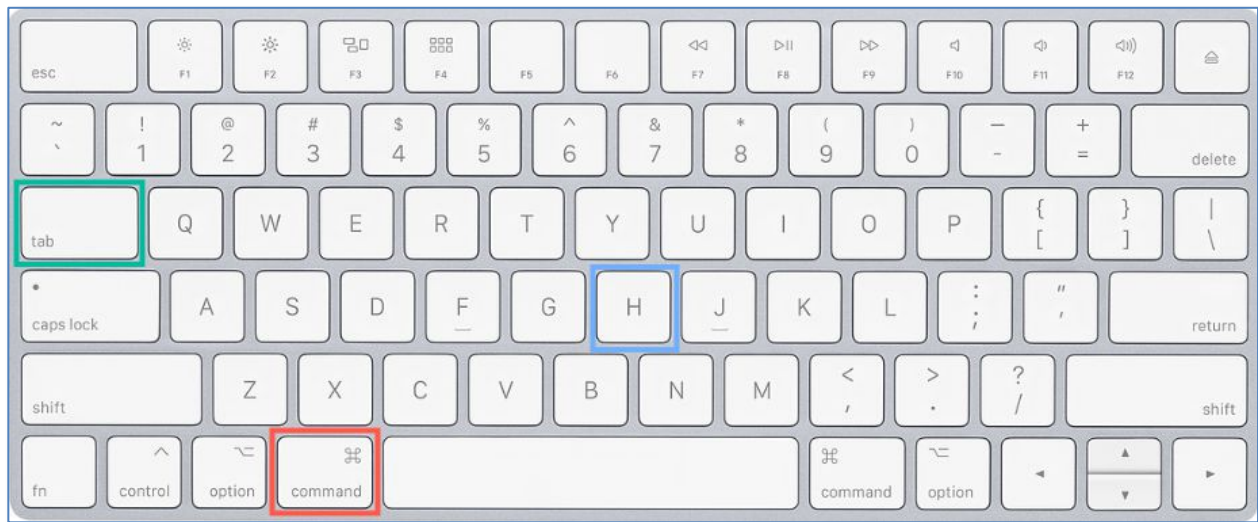 esc F1 F2 F3 F4 F5 F6 F7 F8 F9 F10 F11 F12
~ ! @ # $ % ^ & * ( ) — +
` 1 2 3 4 5 6 7 8 9 0 - = delete
tab Q W E R T Y U I O P { } |
[ ] \
caps lock A S D F G H J K L : "
; ' return
shift Z X C V B N M < > ?
, . / shift
^ ⌥ ⌘ ⌘ ⌥
fn control option command command option